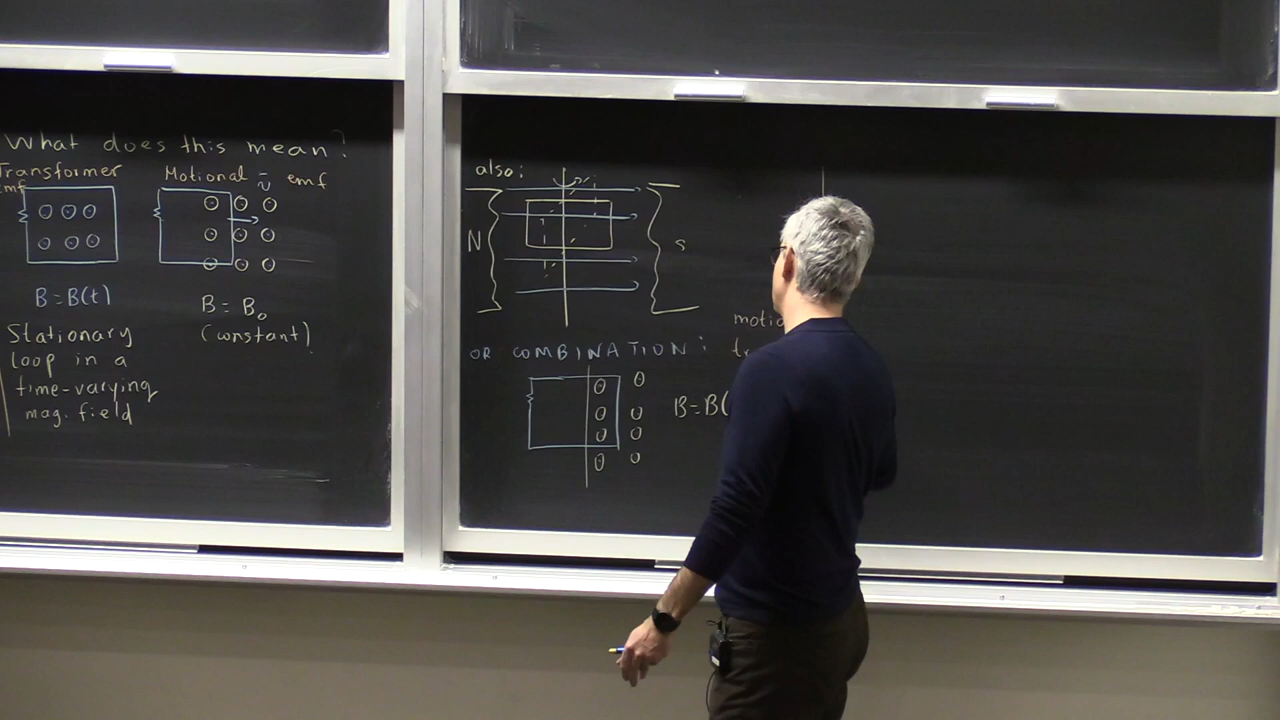 What does this mean?
Transformer
emf
Motional emf
v
B = B(t)
Stationary
loop in a
time-varying
mag. field
B = B₀
(constant)
also:
N
S
OR COMBINATION:
B=B(